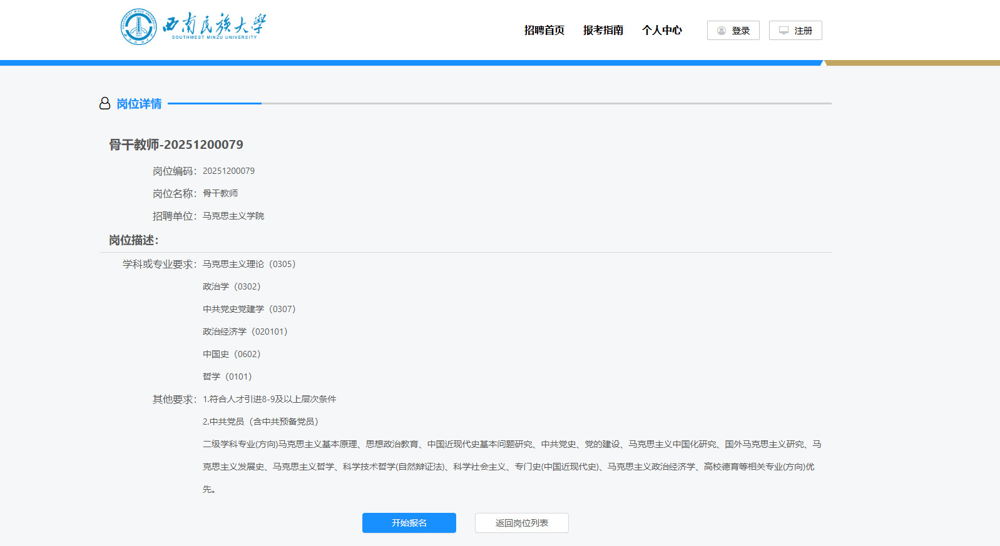 西南民族大学
SOUTHWEST MINZU UNIVERSITY
招聘首页 报考指南 个人中心 登录 注册
岗位详情
骨干教师-20251200079
岗位编码： 20251200079
岗位名称： 骨干教师
招聘单位： 马克思主义学院
岗位描述：
学科或专业要求： 马克思主义理论（0305）
政治学（0302）
中共党史党建学（0307）
政治经济学（020101）
中国史（0602）
哲学（0101）
其他要求： 1.符合人才引进8-9及以上层次条件
2.中共党员（含中共预备党员）
二级学科专业(方向)马克思主义基本原理、思想政治教育、中国近现代史基本问题研究、中共党史、党的建设、马克思主义中国化研究、国外马克思主义研究、马
克思主义发展史、马克思主义哲学、科学技术哲学(自然辩证法)、科学社会主义、专门史(中国近现代史)、马克思主义政治经济学、高校德育等相关专业(方向)优
先。
开始报名 返回岗位列表